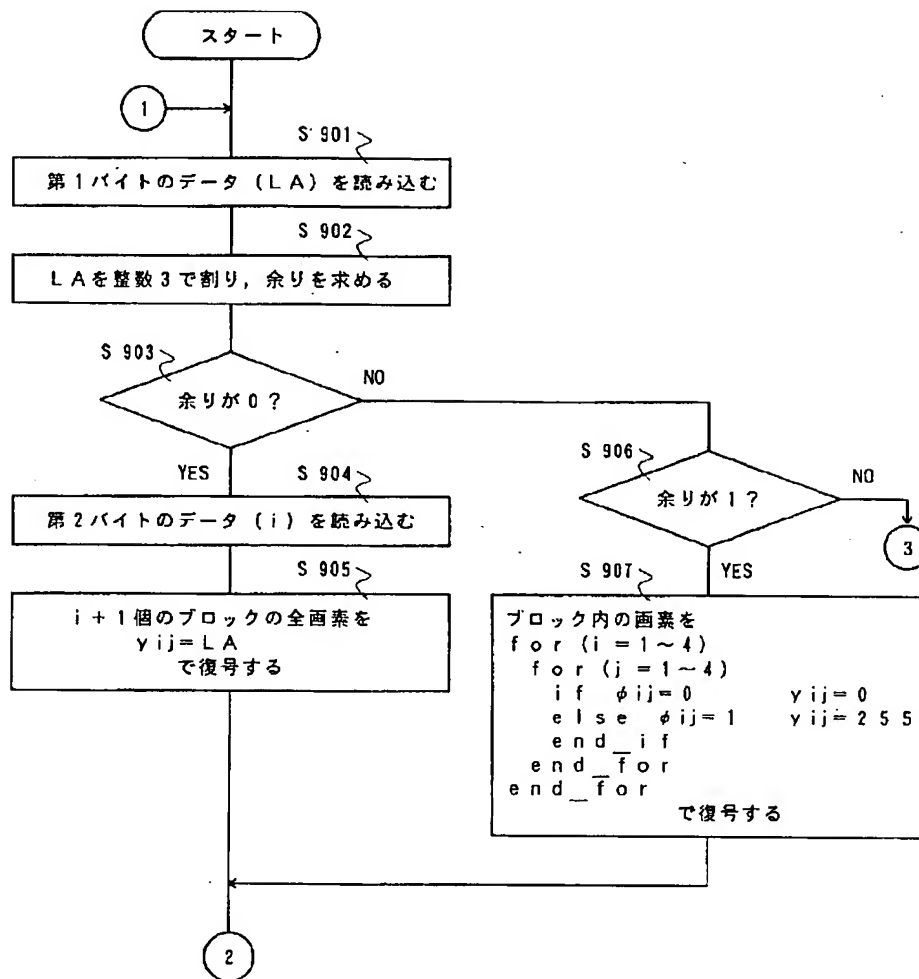 スタート
1
S 901
第1バイトのデータ (LA) を読み込む
S 902
LAを整数3で割り, 余りを求める
S 903
余りが0?
NO
YES
S 904
第2バイトのデータ (i) を読み込む
S 905
i+1個のブロックの全画素を
yij=LA
で復号する
S 906
余りが1?
NO
3
YES
S 907
ブロック内の画素を
for (i=1~4)
for (j=1~4)
if φij=0 yij=0
else φij=1 yij=255
end_if
end_for
end_for
で復号する
2